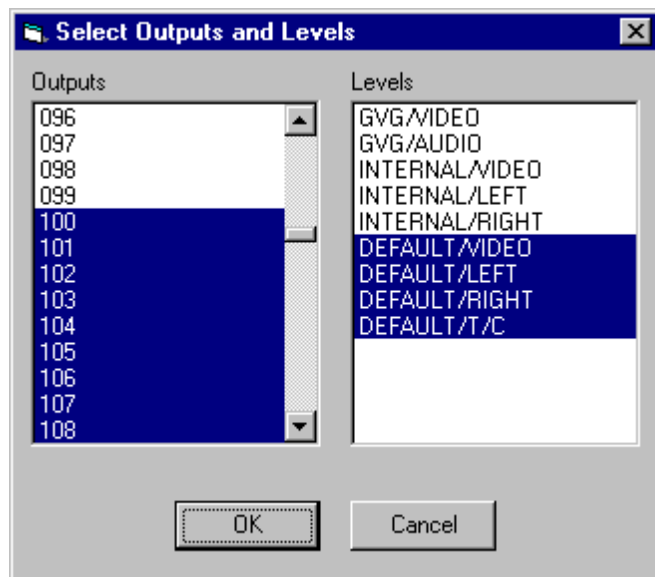 Select Outputs and Levels
Outputs
096
097
098
099
100
101
102
103
104
105
106
107
108
Levels
GVG/VIDEO
GVG/AUDIO
INTERNAL/VIDEO
INTERNAL/LEFT
INTERNAL/RIGHT
DEFAULT/VIDEO
DEFAULT/LEFT
DEFAULT/RIGHT
DEFAULT/T/C
OK
Cancel